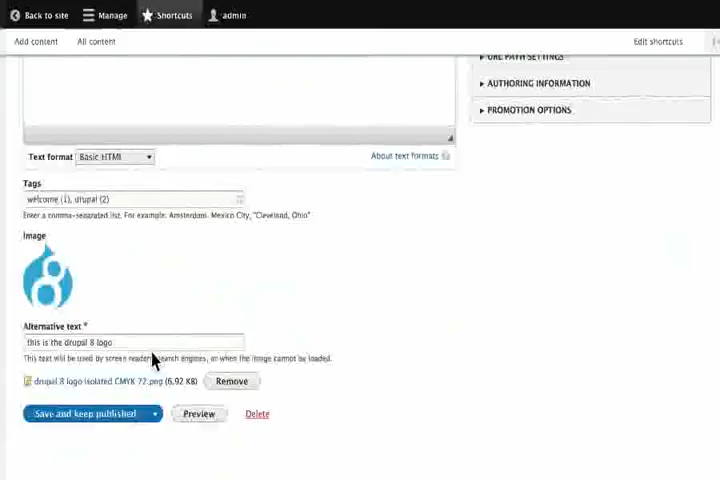 Back to site Manage Shortcuts admin
Add content All content Edit shortcuts
URL PATH SETTINGS
AUTHORING INFORMATION
PROMOTION OPTIONS
Text format Basic HTML About text formats
Tags
welcome (1), drupal (2)
Enter a comma-separated list. For example: Amsterdam, Mexico City, "Cleveland, Ohio"
Image
Alternative text *
this is the drupal 8 logo
This text will be used by screen readers, search engines, or when the image cannot be loaded.
drupal 8 logo isolated CMYK 72.png (6.92 KB) Remove
Save and keep published Preview Delete